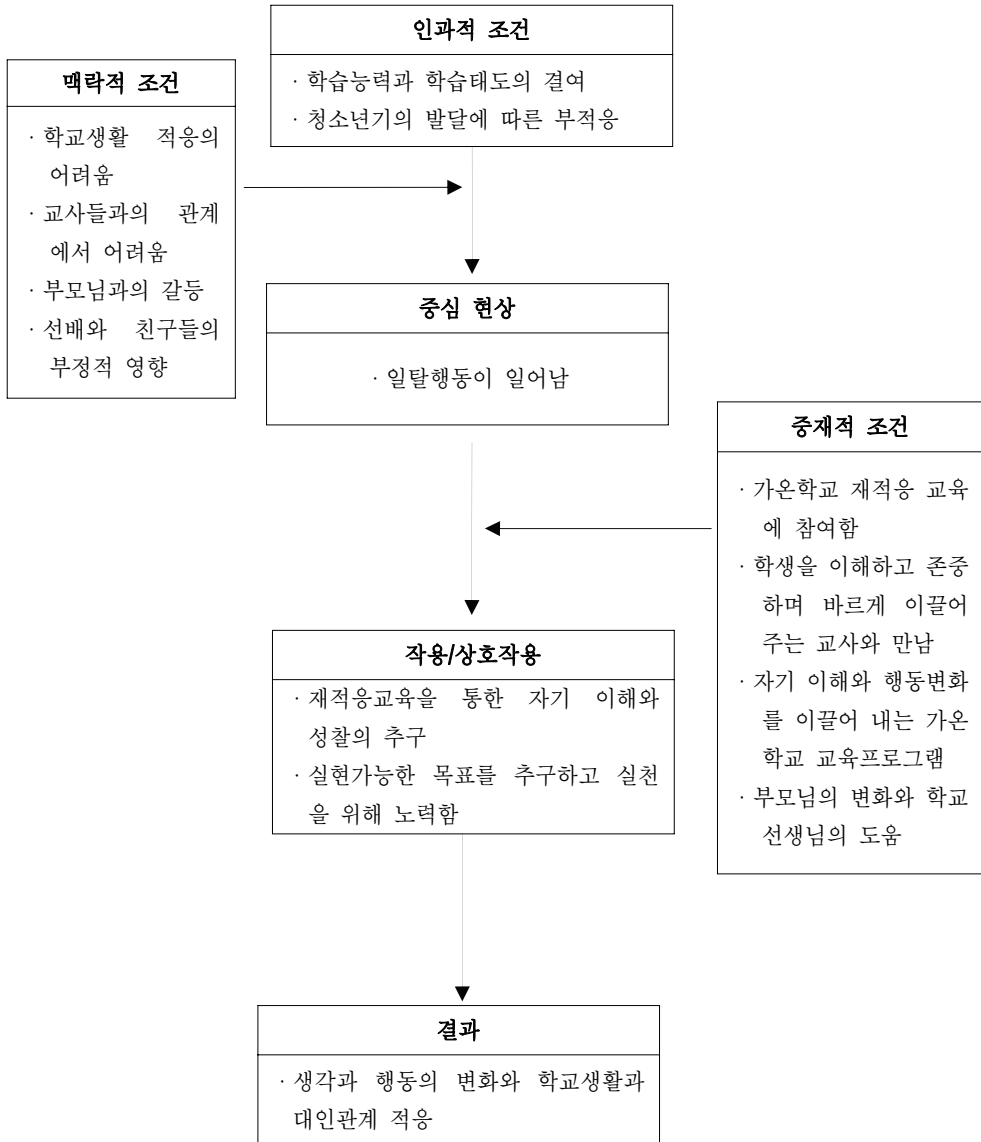 인과적 조건
· 학습능력과 학습태도의 결여
· 청소년기의 발달에 따른 부적응
맥락적 조건
· 학교생활 적응의
어려움
· 교사들과의 관계
에서 어려움
· 부모님과의 갈등
· 선배와 친구들의
부정적 영향
중심 현상
· 일탈행동이 일어남
중재적 조건
· 가온학교 재적응 교육
에 참여함
· 학생을 이해하고 존중
하며 바르게 이끌어
주는 교사와 만남
· 자기 이해와 행동변화
를 이끌어 내는 가온
학교 교육프로그램
· 부모님의 변화와 학교
선생님의 도움
작용/상호작용
· 재적응교육을 통한 자기 이해와
성찰의 추구
· 실현가능한 목표를 추구하고 실천
을 위해 노력함
결과
· 생각과 행동의 변화와 학교생활과
대인관계 적응